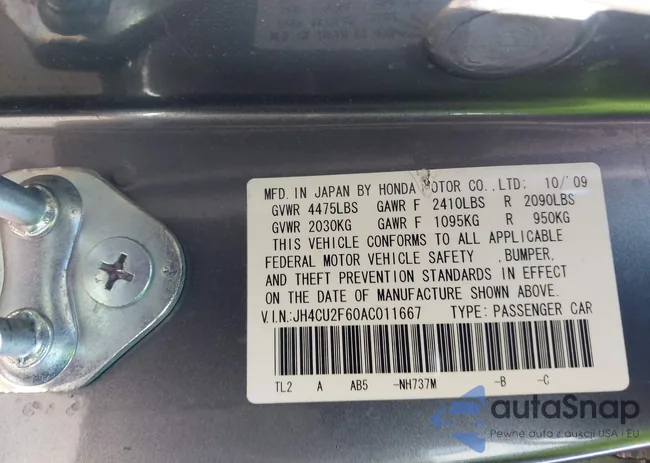 MFD. IN JAPAN BY HONDA MOTOR CO., LTD: 10/'09
GVWR 4475LBS GAWR F 2410LBS R 2090LBS
GVWR 2030KG GAWR F 1095KG R 950KG
THIS VEHICLE CONFORMS TO ALL APPLICABLE
FEDERAL MOTOR VEHICLE SAFETY ,BUMPER,
AND THEFT PREVENTION STANDARDS IN EFFECT
ON THE DATE OF MANUFACTURE SHOWN ABOVE.
V.I.N.:JH4CU2F60AC011667 TYPE: PASSENGER CAR
TL2 A AB5 -NH737M -B -C
autaSnap
Pewne auta z aukcji USA i EU